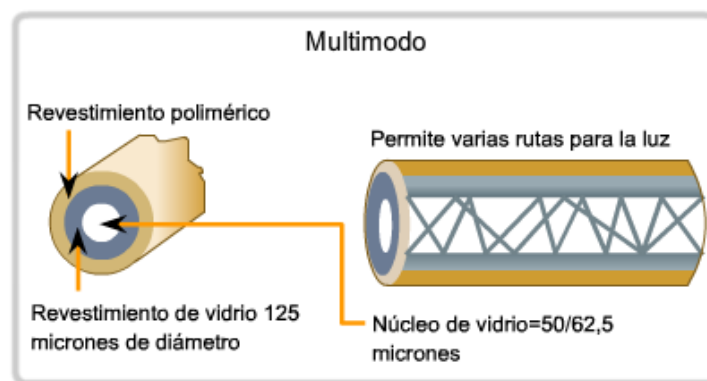 Multimodo
Revestimiento polimérico
Permite varias rutas para la luz
Revestimiento de vidrio 125
micrones de diámetro
Núcleo de vidrio=50/62,5
micrones